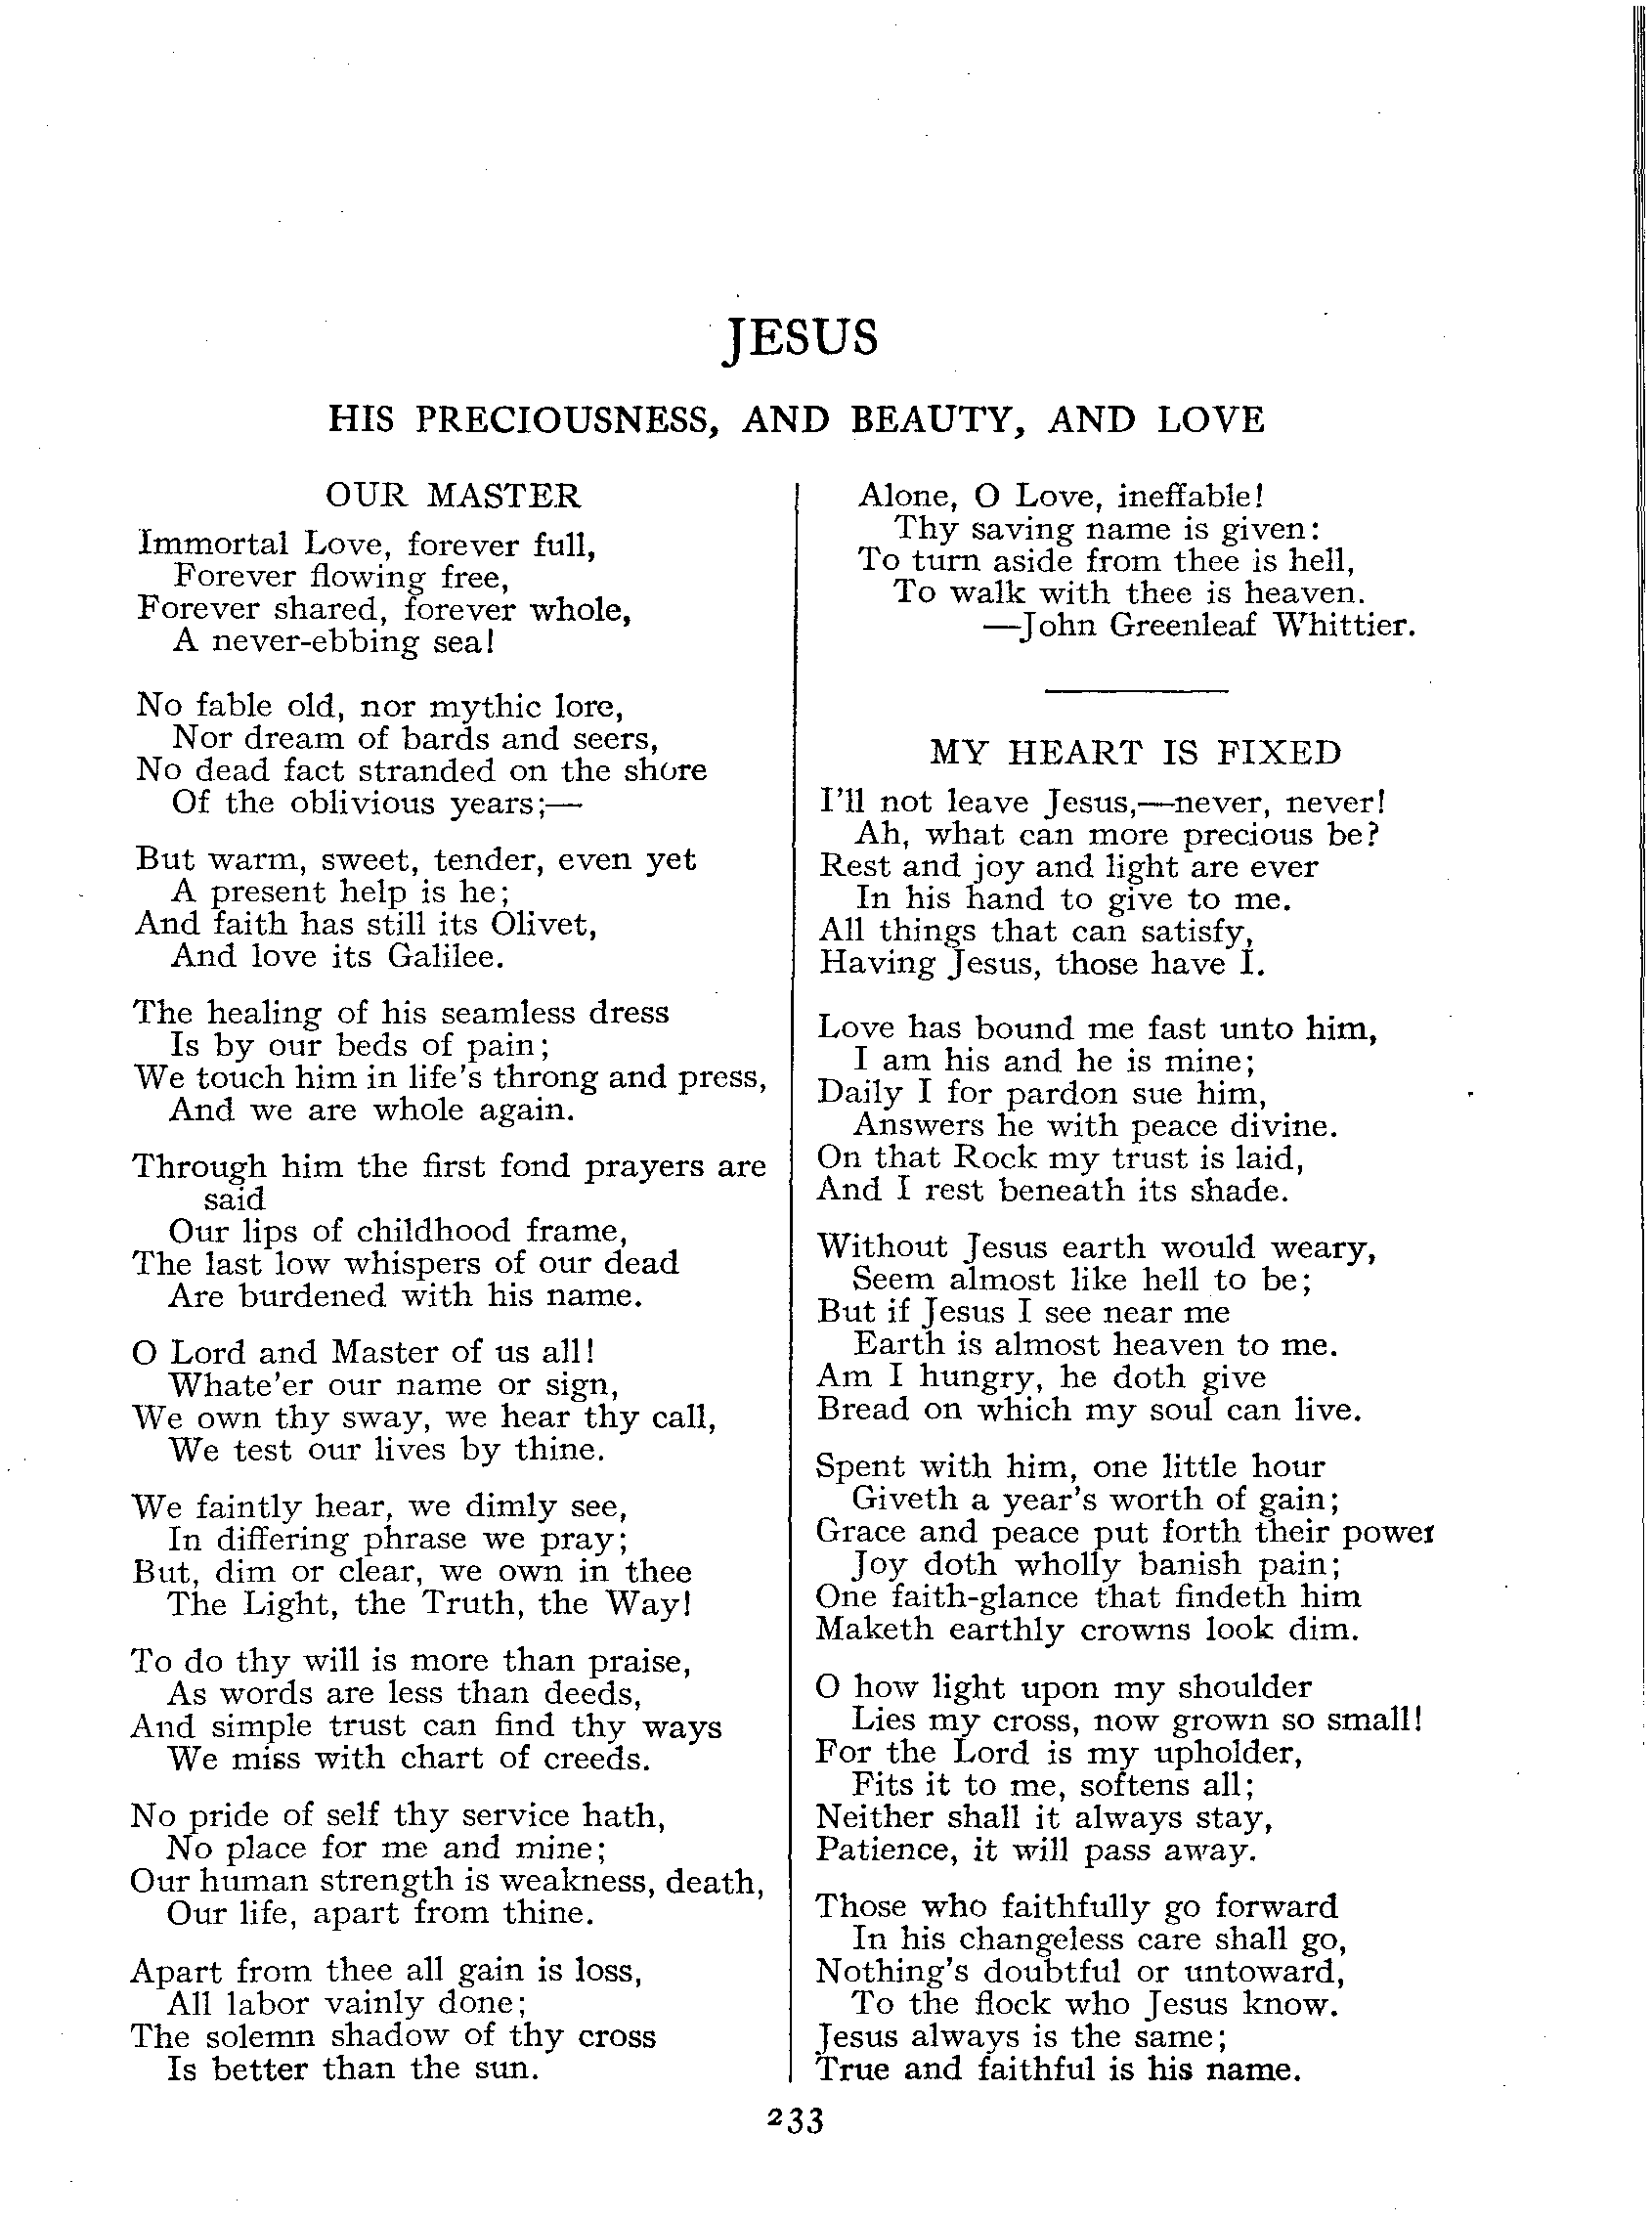 JESUS
HIS PRECIOUSNESS, AND BEAUTY, AND LOVE
OUR MASTER
Immortal Love, forever full,
Forever flowing free,
Forever shared, forever whole,
A never-ebbing sea!
No fable old, nor mythic lore,
Nor dream of bards and seers,
No dead fact stranded on the shore
Of the oblivious years;—
But warm, sweet, tender, even yet
A present help is he;
And faith has still its Olivet,
And love its Galilee.
The healing of his seamless dress
Is by our beds of pain;
We touch him in life's throng and press,
And we are whole again.
Through him the first fond prayers are
said
Our lips of childhood frame,
The last low whispers of our dead
Are burdened with his name.
O Lord and Master of us all!
Whate'er our name or sign,
We own thy sway, we hear thy call,
We test our lives by thine.
We faintly hear, we dimly see,
In differing phrase we pray;
But, dim or clear, we own in thee
The Light, the Truth, the Way!
To do thy will is more than praise,
As words are less than deeds,
And simple trust can find thy ways
We miss with chart of creeds.
No pride of self thy service hath,
No place for me and mine;
Our human strength is weakness, death,
Our life, apart from thine.
Apart from thee all gain is loss,
All labor vainly done;
The solemn shadow of thy cross
Is better than the sun.
Alone, O Love, ineffable!
Thy saving name is given:
To turn aside from thee is hell,
To walk with thee is heaven.
—John Greenleaf Whittier.
MY HEART IS FIXED
I'll not leave Jesus,—never, never!
Ah, what can more precious be?
Rest and joy and light are ever
In his hand to give to me.
All things that can satisfy,
Having Jesus, those have I.
Love has bound me fast unto him,
I am his and he is mine;
Daily I for pardon sue him,
Answers he with peace divine.
On that Rock my trust is laid,
And I rest beneath its shade.
Without Jesus earth would weary,
Seem almost like hell to be;
But if Jesus I see near me
Earth is almost heaven to me.
Am I hungry, he doth give
Bread on which my soul can live.
Spent with him, one little hour
Giveth a year's worth of gain;
Grace and peace put forth their power
Joy doth wholly banish pain;
One faith-glance that findeth him
Maketh earthly crowns look dim.
O how light upon my shoulder
Lies my cross, now grown so small!
For the Lord is my upholder,
Fits it to me, softens all;
Neither shall it always stay,
Patience, it will pass away.
Those who faithfully go forward
In his changeless care shall go,
Nothing's doubtful or untoward,
To the flock who Jesus know.
Jesus always is the same;
True and faithful is his name.
233